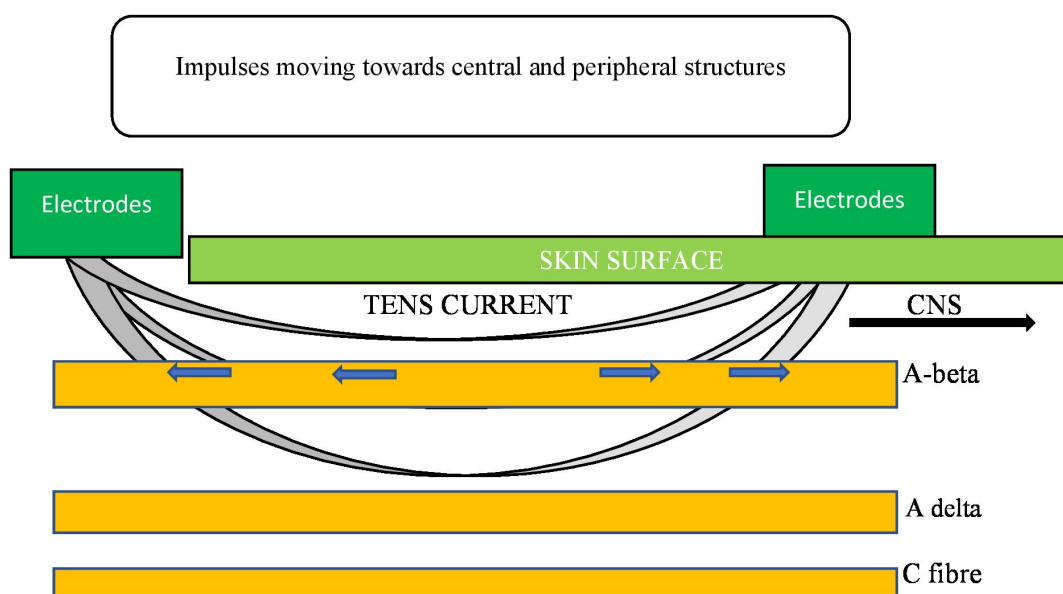 Impulses moving towards central and peripheral structures
Electrodes
Electrodes
SKIN SURFACE
TENS CURRENT
CNS
A-beta
A delta
C fibre